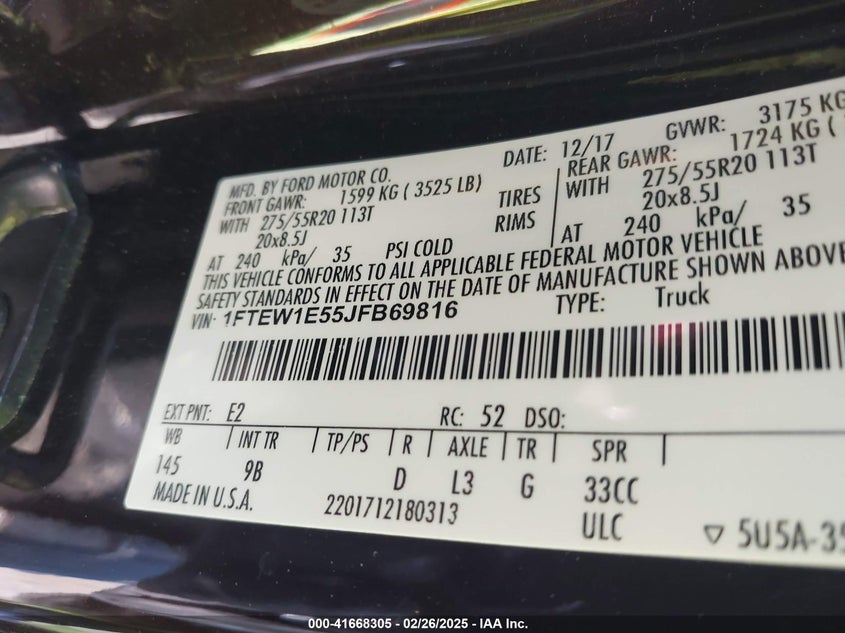 MFD. BY FORD MOTOR CO. DATE: 12/17 GVWR: 3175 KG
FRONT GAWR: 1599 KG ( 3525 LB) REAR GAWR: 1724 KG (
WITH 275/55R20 113T TIRES WITH 275/55R20 113T
20x8.5J RIMS 20x8.5J
AT 240 kPa/ 35 PSI COLD AT 240 kPa/ 35
THIS VEHICLE CONFORMS TO ALL APPLICABLE FEDERAL MOTOR VEHICLE
SAFETY STANDARDS IN EFFECT ON THE DATE OF MANUFACTURE SHOWN ABOVE
VIN: 1FTEW1E55JFB69816 TYPE: Truck
EXT PNT: E2 RC: 52 DSO:
WB INT TR TP/PS R AXLE TR SPR
145 9B D L3 G 33CC
MADE IN U.S.A. 2201712180313 ULC 5U5A-35
000-41668305 - 02/26/2025 - IAA Inc.